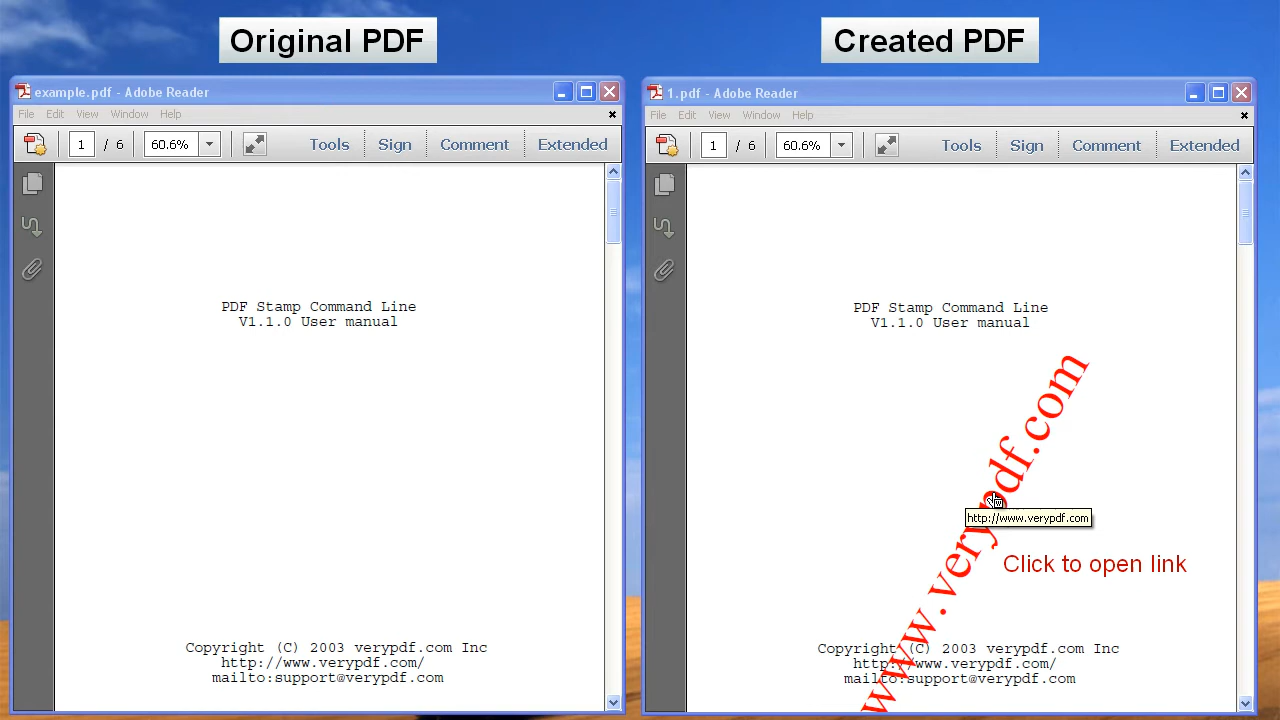 Original PDF
example.pdf - Adobe Reader
File Edit View Window Help
1 / 6 60.6% Tools Sign Comment Extended
PDF Stamp Command Line
V1.1.0 User manual
Copyright (C) 2003 verypdf.com Inc
http://www.verypdf.com/
mailto:support@verypdf.com
Created PDF
1.pdf - Adobe Reader
File Edit View Window Help
1 / 6 60.6% Tools Sign Comment Extended
PDF Stamp Command Line
V1.1.0 User manual
www.verypdf.com
http://www.verypdf.com
Click to open link
Copyright (C) 2003 verypdf.com Inc
http://www.verypdf.com/
mailto:support@verypdf.com